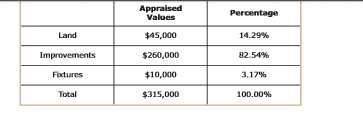 Appraised Values Percentage
Land $45,000 14.29%
Improvements $260,000 82.54%
Fixtures $10,000 3.17%
Total $315,000 100.00%